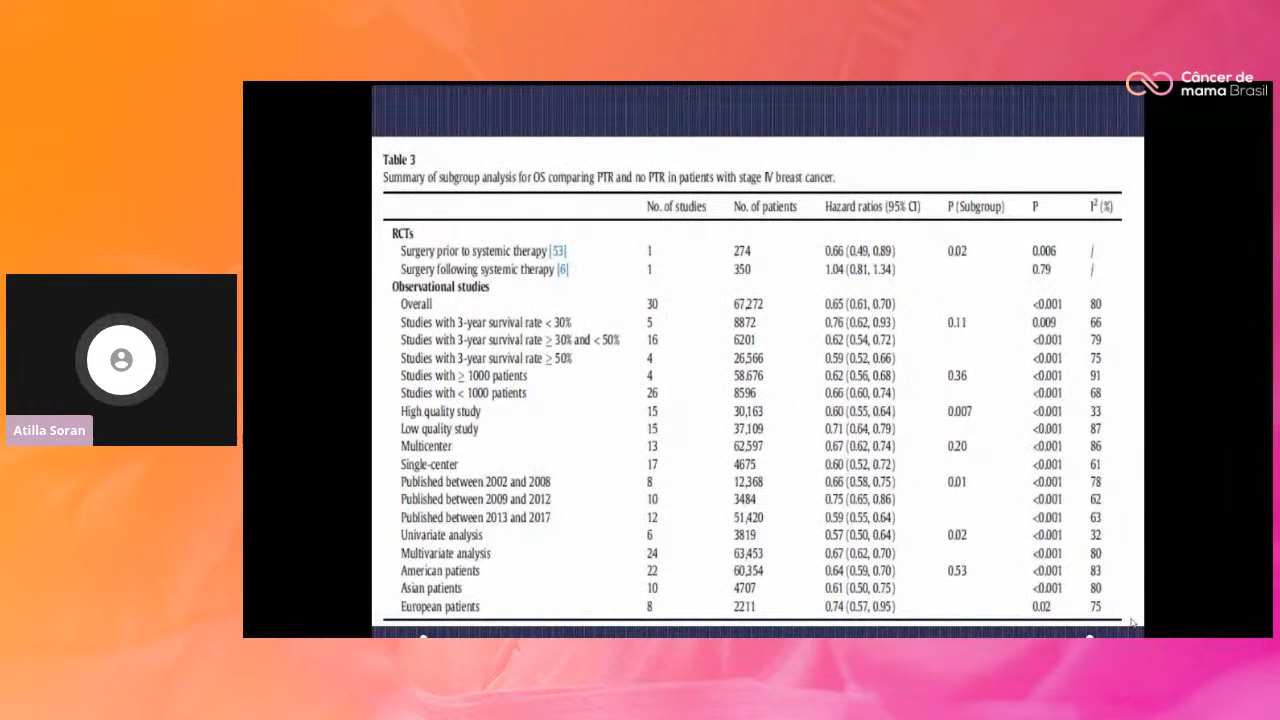 Câncer de
mama Brasil
Table 3
Summary of subgroup analysis for OS comparing PTR and no PTR in patients with stage IV breast cancer.
No. of studies No. of patients Hazard ratios (95% CI) P (Subgroup) P I² (%)
RCTs
Surgery prior to systemic therapy [53] 1 274 0.66 (0.49, 0.89) 0.02 0.006 /
Surgery following systemic therapy [6] 1 350 1.04 (0.81, 1.34) 0.79 /
Observational studies
Overall 30 67,272 0.65 (0.61, 0.70) <0.001 80
Studies with 3-year survival rate < 30% 5 8872 0.76 (0.62, 0.93) 0.11 0.009 66
Studies with 3-year survival rate ≥ 30% and < 50% 16 6201 0.62 (0.54, 0.72) <0.001 79
Studies with 3-year survival rate ≥ 50% 4 26,566 0.59 (0.52, 0.66) <0.001 75
Studies with ≥ 1000 patients 4 58.676 0.62 (0.56, 0.68) 0.36 <0.001 91
Studies with < 1000 patients 26 8596 0.66 (0.60, 0.74) <0.001 68
High quality study 15 30,163 0.60 (0.55, 0.64) 0.007 <0.001 33
Low quality study 15 37,109 0.71 (0.64, 0.79) <0.001 87
Multicenter 13 62,597 0.67 (0.62, 0.74) 0.20 <0.001 86
Single-center 17 4675 0.60 (0.52, 0.72) <0.001 61
Published between 2002 and 2008 8 12,368 0.66 (0.58, 0.75) 0.01 <0.001 78
Published between 2009 and 2012 10 3484 0.75 (0.65, 0.86) <0.001 62
Published between 2013 and 2017 12 51,420 0.59 (0.55, 0.64) <0.001 63
Univariate analysis 6 3819 0.57 (0.50, 0.64) 0.02 <0.001 32
Multivariate analysis 24 63,453 0.67 (0.62, 0.70) <0.001 80
American patients 22 60,354 0.64 (0.59, 0.70) 0.53 <0.001 83
Asian patients 10 4707 0.61 (0.50, 0.75) <0.001 80
European patients 8 2211 0.74 (0.57, 0.95) 0.02 75
Atilla Soran